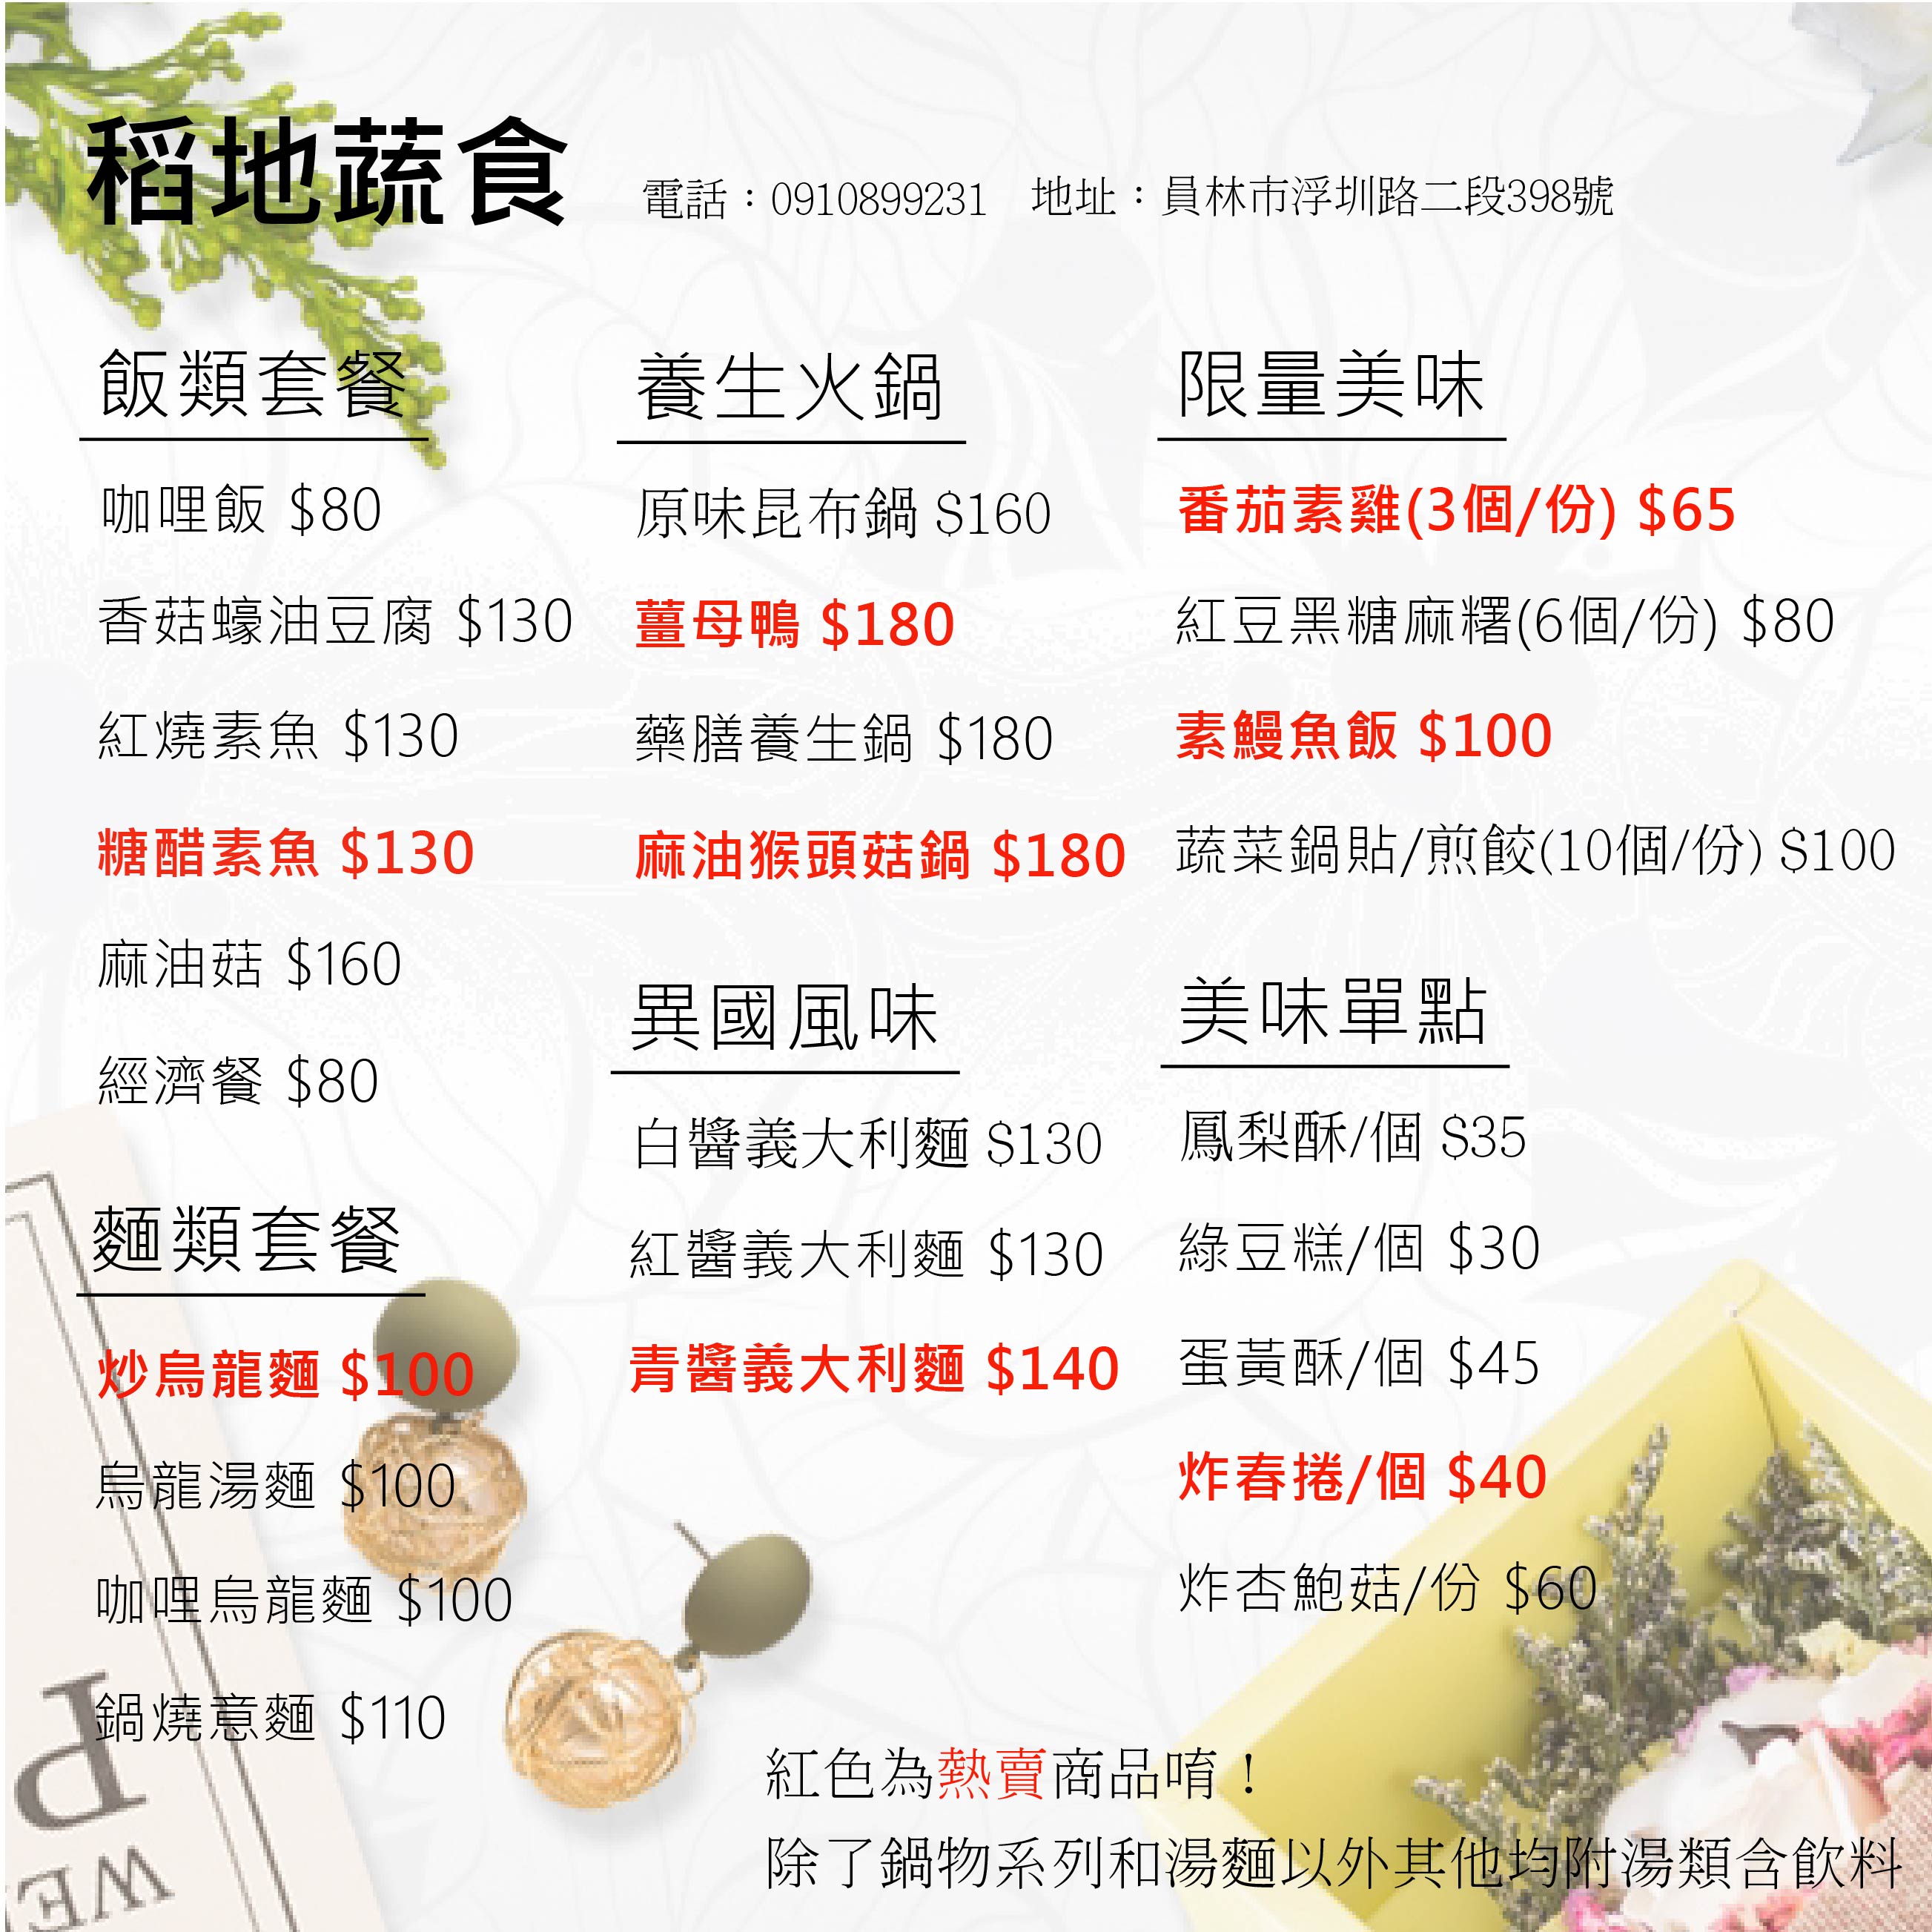 稻地蔬食
電話：0910899231　地址：員林市浮圳路二段398號
飯類套餐
咖哩飯 $80
香菇蠔油豆腐 $130
紅燒素魚 $130
糖醋素魚 $130
麻油菇 $160
經濟餐 $80
麵類套餐
炒烏龍麵 $100
烏龍湯麵 $100
咖哩烏龍麵 $100
鍋燒意麵 $110
養生火鍋
原味昆布鍋 $160
薑母鴨 $180
藥膳養生鍋 $180
麻油猴頭菇鍋 $180
異國風味
白醬義大利麵 $130
紅醬義大利麵 $130
青醬義大利麵 $140
限量美味
番茄素雞(3個/份) $65
紅豆黑糖麻糬(6個/份) $80
素鰻魚飯 $100
蔬菜鍋貼/煎餃(10個/份) $100
美味單點
鳳梨酥/個 $35
綠豆糕/個 $30
蛋黃酥/個 $45
炸春捲/個 $40
炸杏鮑菇/份 $60
紅色為熱賣商品唷！
除了鍋物系列和湯麵以外其他均附湯類含飲料
P
WE